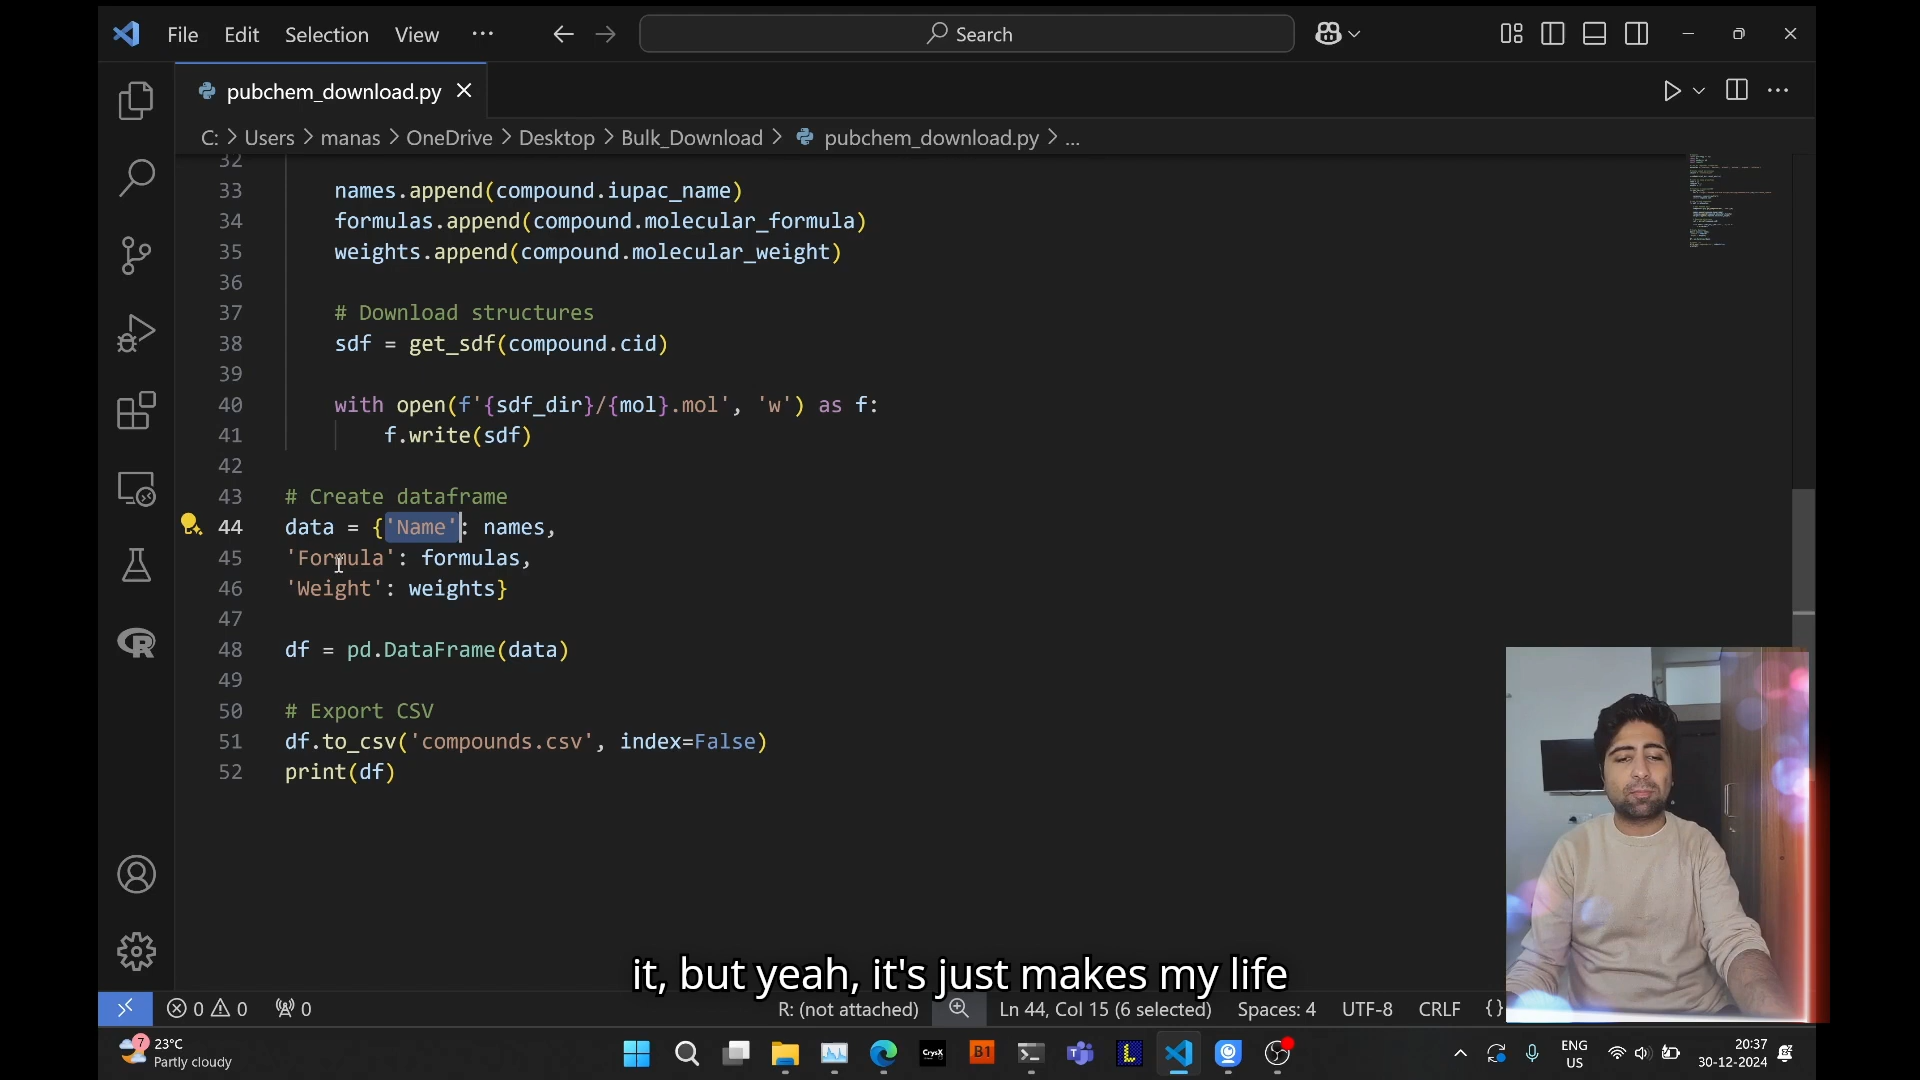 File Edit Selection View ··· Search
pubchem_download.py
C: > Users > manas > OneDrive > Desktop > Bulk_Download > pubchem_download.py > ...
32
33 names.append(compound.iupac_name)
34 formulas.append(compound.molecular_formula)
35 weights.append(compound.molecular_weight)
36
37 # Download structures
38 sdf = get_sdf(compound.cid)
39
40 with open(f'{sdf_dir}/{mol}.mol', 'w') as f:
41 f.write(sdf)
42
43 # Create dataframe
44 data = {'Name': names,
45 'Formula': formulas,
46 'Weight': weights}
47
48 df = pd.DataFrame(data)
49
50 # Export CSV
51 df.to_csv('compounds.csv', index=False)
52 print(df)
it, but yeah, it's just makes my life
0 0 0 R: (not attached) Ln 44, Col 15 (6 selected) Spaces: 4 UTF-8 CRLF {}
7 23°C
Partly cloudy
CrysX B1 T L
ENG
US
20:37
30-12-2024